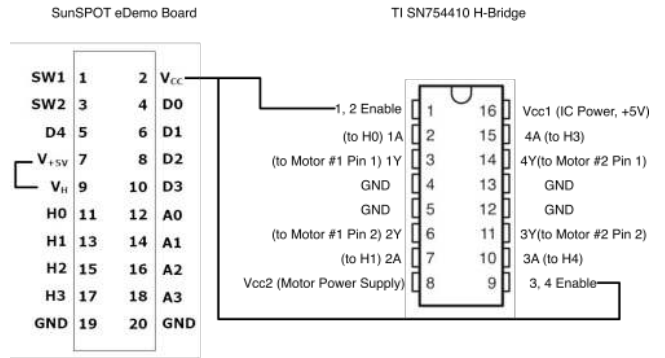 SunSPOT eDemo Board
TI SN754410 H-Bridge
SW1 1 2 Vcc
SW2 3 4 D0
D4 5 6 D1
V+5V 7 8 D2
VH 9 10 D3
H0 11 12 A0
H1 13 14 A1
H2 15 16 A2
H3 17 18 A3
GND 19 20 GND
1, 2 Enable 1 16 Vcc1 (IC Power, +5V)
(to H0) 1A 2 15 4A (to H3)
(to Motor #1 Pin 1) 1Y 3 14 4Y(to Motor #2 Pin 1)
GND 4 13 GND
GND 5 12 GND
(to Motor #1 Pin 2) 2Y 6 11 3Y(to Motor #2 Pin 2)
(to H1) 2A 7 10 3A (to H4)
Vcc2 (Motor Power Supply) 8 9 3, 4 Enable